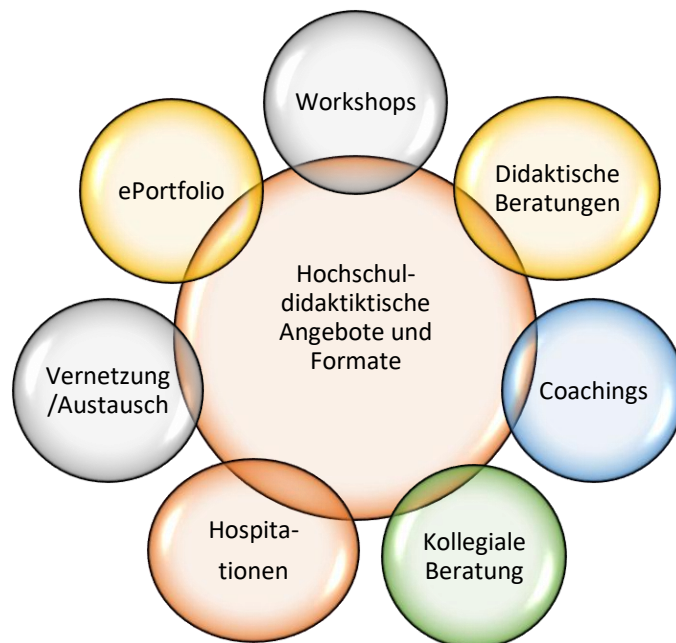 Workshops
Didaktische
Beratungen
ePortfolio
Hochschul-
didaktiktische
Angebote und
Formate
Vernetzung
/Austausch
Coachings
Hospita-
tionen
Kollegiale
Beratung